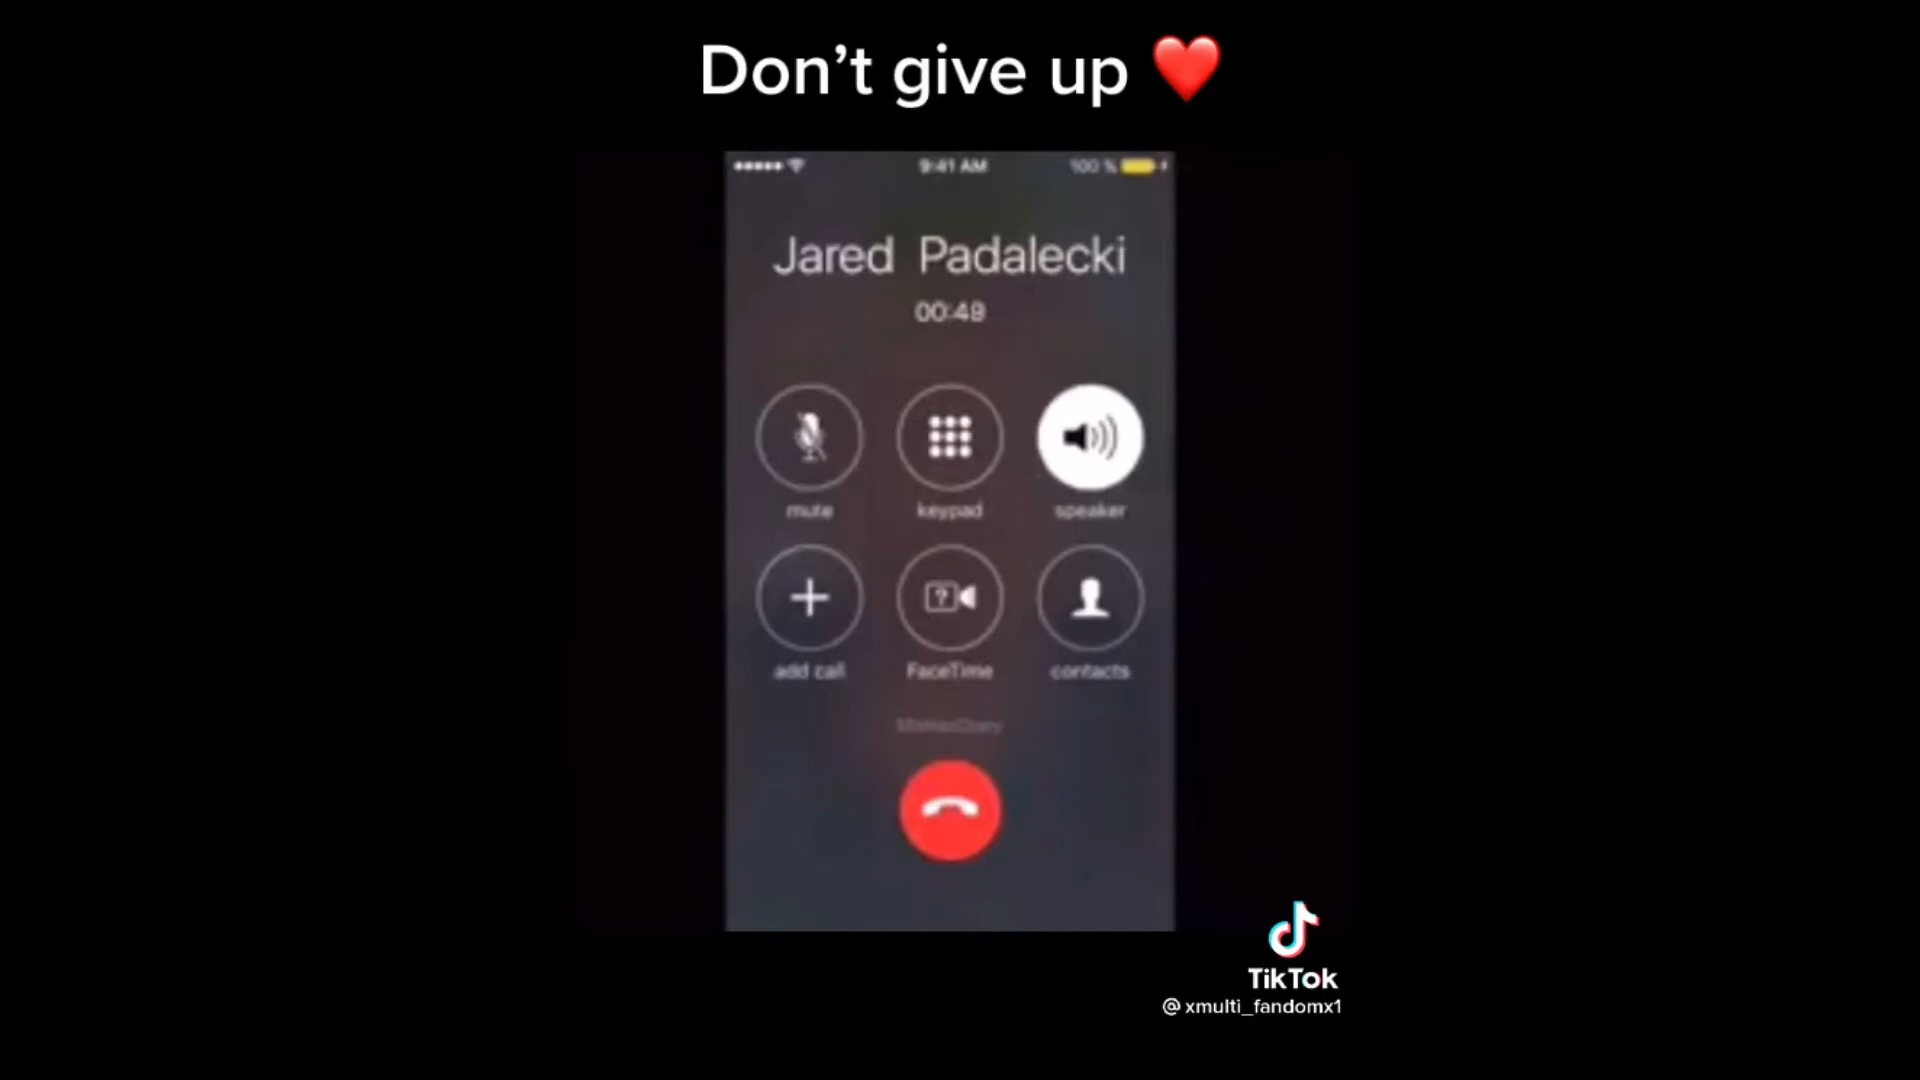 Don't give up ❤️
9:41 AM 100 %
Jared Padalecki
00:49
mute keypad speaker
add call FaceTime contacts
TikTok
@xmulti_fandomx1